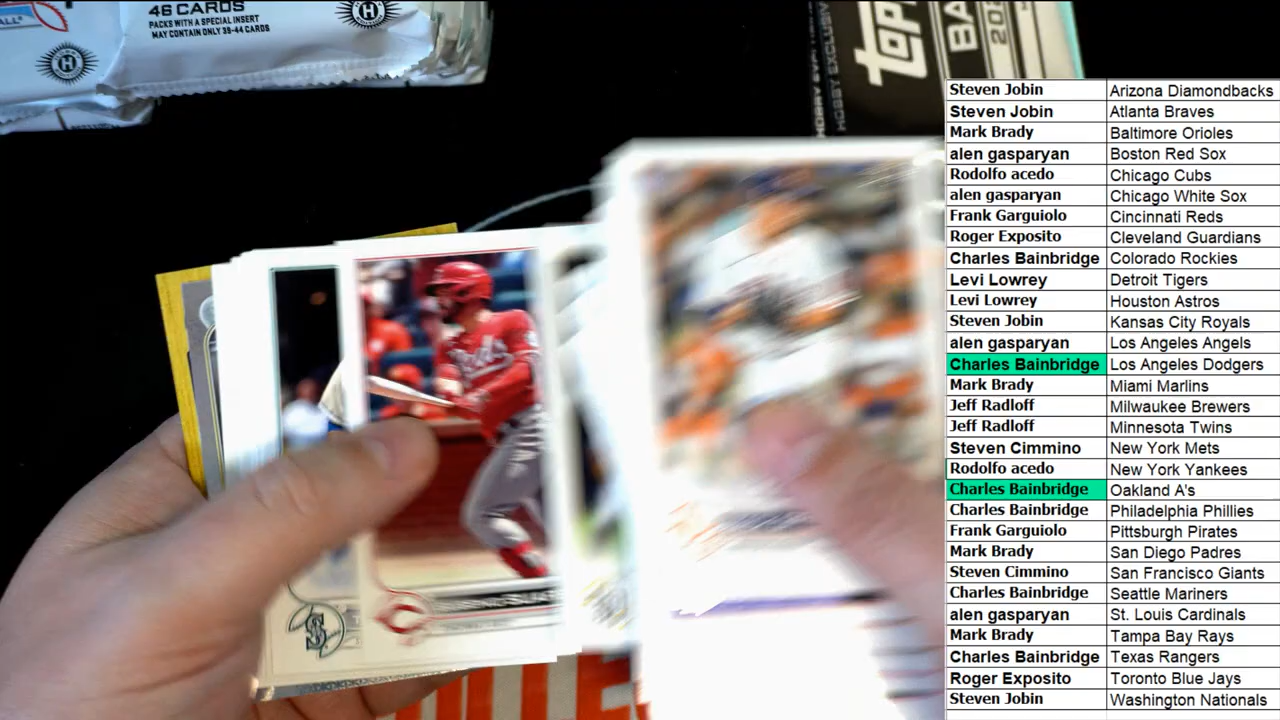 BALL
46 CARDS
PACKS WITH A SPECIAL INSERT
MAY CONTAIN ONLY 39-44 CARDS
H
H
topp
BA
202
HOBBY EXCLUSIV
Steven Jobin Arizona Diamondbacks
Steven Jobin Atlanta Braves
Mark Brady Baltimore Orioles
alen gasparyan Boston Red Sox
Rodolfo acedo Chicago Cubs
alen gasparyan Chicago White Sox
Frank Garguiolo Cincinnati Reds
Roger Exposito Cleveland Guardians
Charles Bainbridge Colorado Rockies
Levi Lowrey Detroit Tigers
Levi Lowrey Houston Astros
Steven Jobin Kansas City Royals
alen gasparyan Los Angeles Angels
Charles Bainbridge Los Angeles Dodgers
Mark Brady Miami Marlins
Jeff Radloff Milwaukee Brewers
Jeff Radloff Minnesota Twins
Steven Cimmino New York Mets
Rodolfo acedo New York Yankees
Charles Bainbridge Oakland A's
Charles Bainbridge Philadelphia Phillies
Frank Garguiolo Pittsburgh Pirates
Mark Brady San Diego Padres
Steven Cimmino San Francisco Giants
Charles Bainbridge Seattle Mariners
alen gasparyan St. Louis Cardinals
Mark Brady Tampa Bay Rays
Charles Bainbridge Texas Rangers
Roger Exposito Toronto Blue Jays
Steven Jobin Washington Nationals
Reds